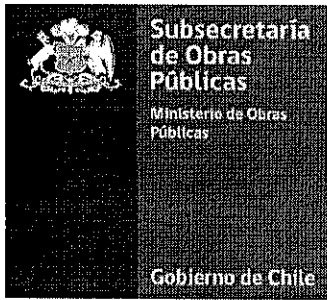 Subsecretaría
de Obras
Públicas
Ministerio de Obras
Públicas
Gobierno de Chile